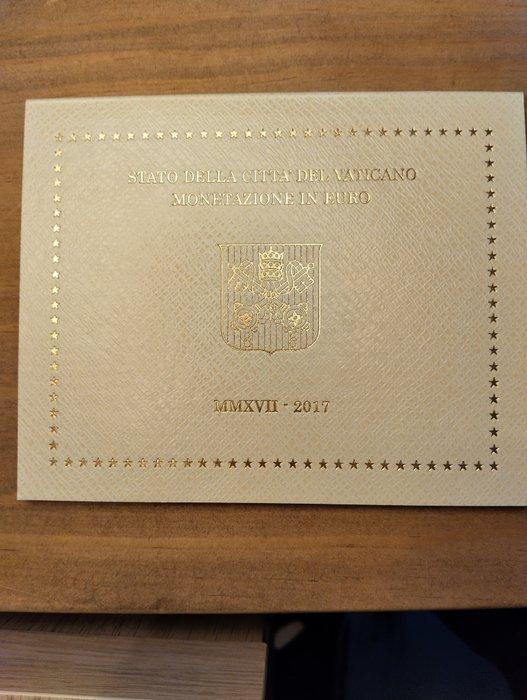 STATO DELLA CITTA' DEL VATICANO
MONETAZIONE IN EURO
MMXVII - 2017